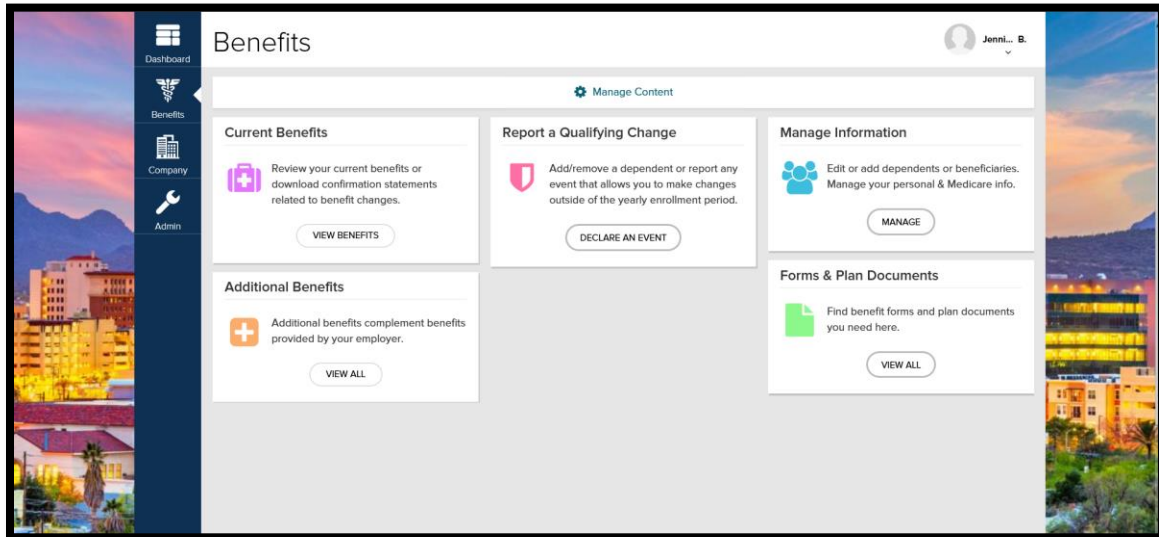 Dashboard
Benefits
Company
Admin
Benefits
Jenni... B.
Manage Content
Current Benefits
Review your current benefits or
download confirmation statements
related to benefit changes.
VIEW BENEFITS
Report a Qualifying Change
Add/remove a dependent or report any
event that allows you to make changes
outside of the yearly enrollment period.
DECLARE AN EVENT
Manage Information
Edit or add dependents or beneficiaries.
Manage your personal & Medicare info.
MANAGE
Additional Benefits
Additional benefits complement benefits
provided by your employer.
VIEW ALL
Forms & Plan Documents
Find benefit forms and plan documents
you need here.
VIEW ALL